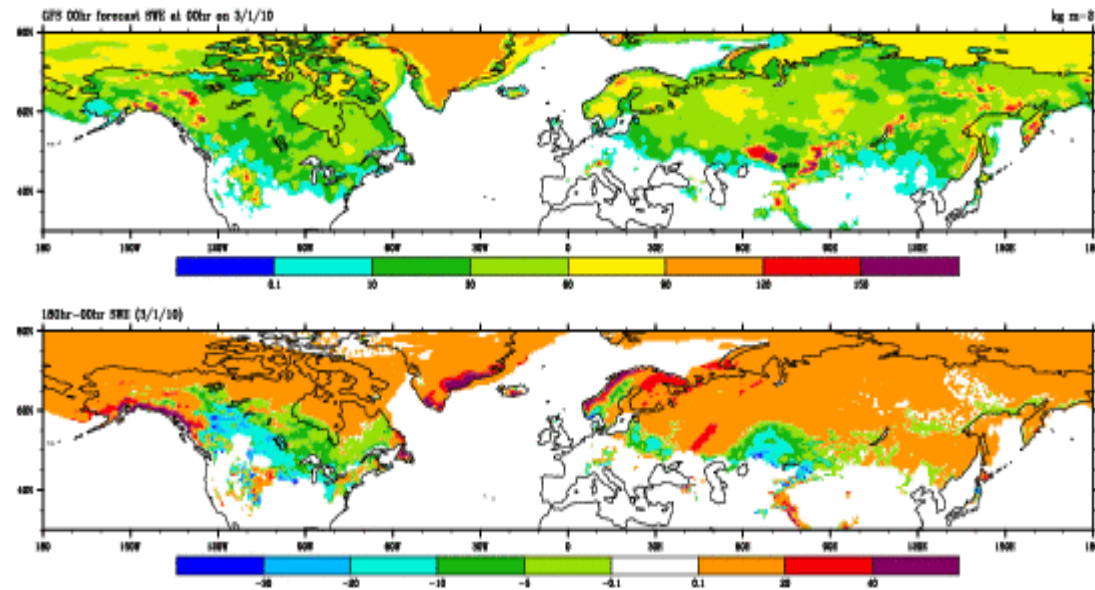 GFS 00hr forecast SWE at 00hr on 3/1/10 kg m-2
80N
60N
40N
180 150W 120W 90W 60W 30W 0 30E 60E 90E 120E 150E 180
0.1 10 30 60 90 120 150
180hr-00hr SWE (3/1/10)
80N
60N
40N
180 150W 120W 90W 60W 30W 0 30E 60E 90E 120E 150E 180
-20 -10 -5 -0.1 0.1 20 40